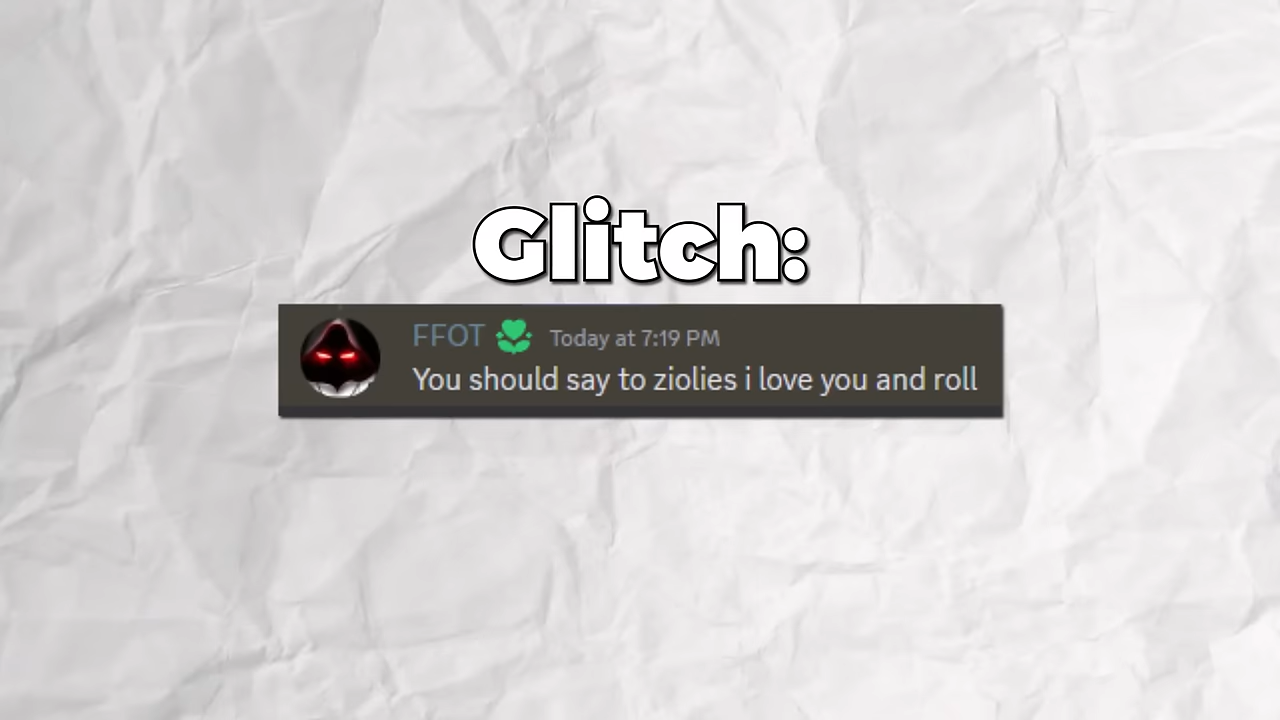 Glitch:
FFOT Today at 7:19 PM
You should say to ziolies i love you and roll